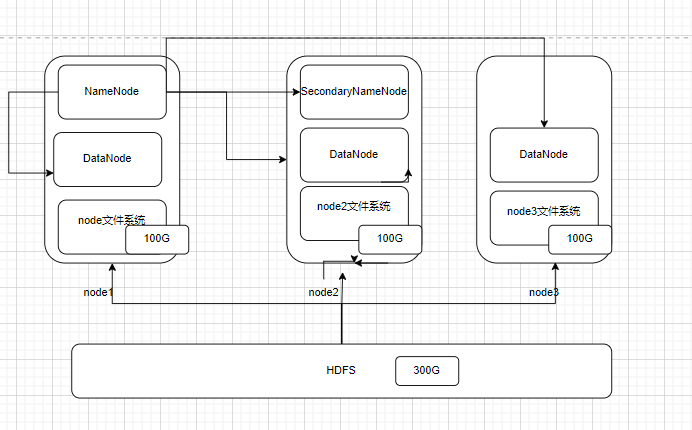 NameNode
SecondaryNameNode
DataNode
DataNode
DataNode
node文件系统
100G
node2文件系统
100G
node3文件系统
100G
node1
node2
node3
HDFS
300G